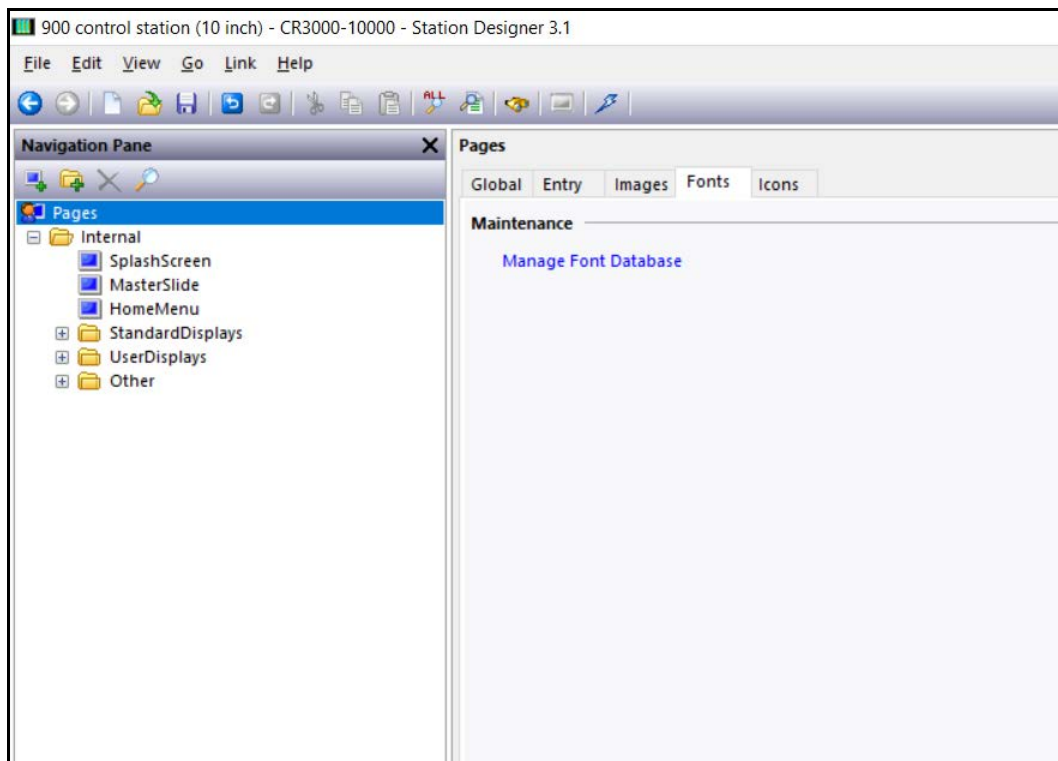 900 control station (10 inch) - CR3000-10000 - Station Designer 3.1
File Edit View Go Link Help
ALL
Navigation Pane
Pages
Internal
SplashScreen
MasterSlide
HomeMenu
StandardDisplays
UserDisplays
Other
Pages
Global Entry Images Fonts Icons
Maintenance
Manage Font Database